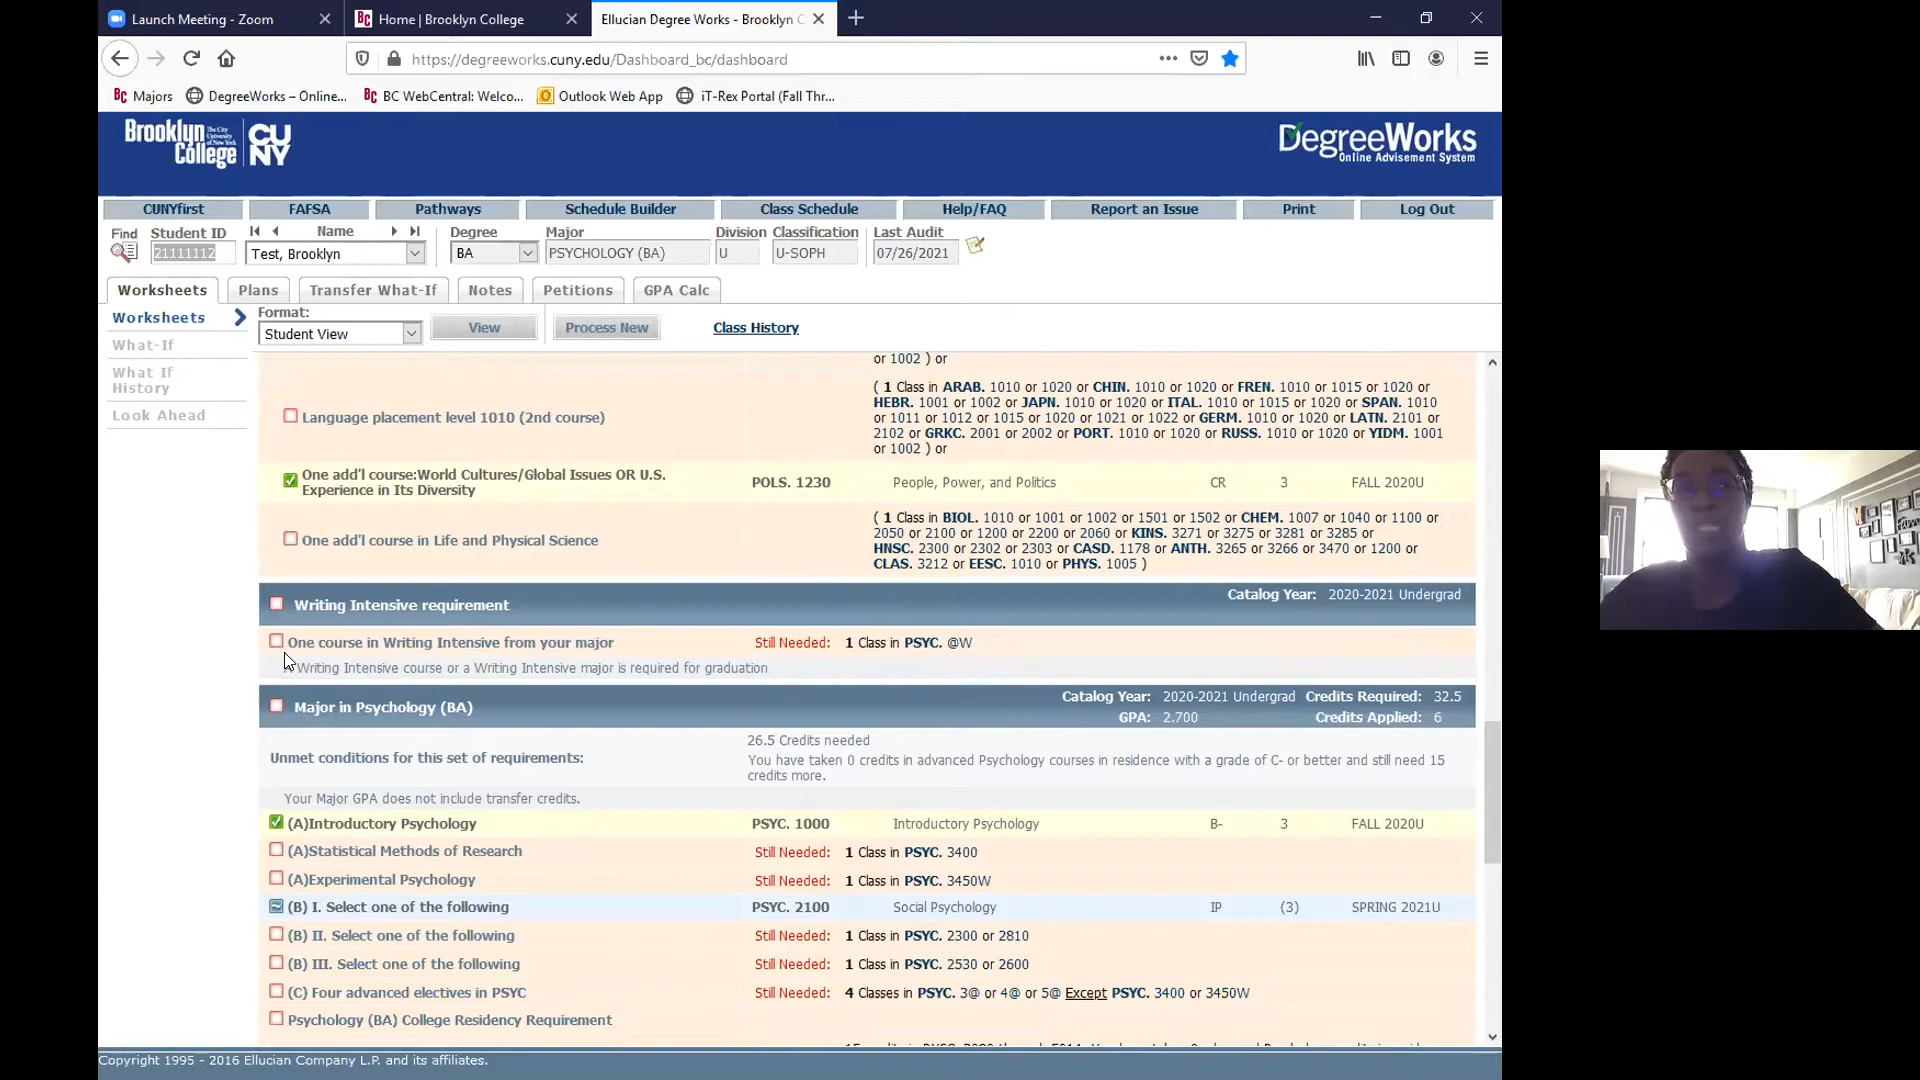 Launch Meeting - Zoom
Home | Brooklyn College
Ellucian Degree Works - Brooklyn C
https://degreeworks.cuny.edu/Dashboard_bc/dashboard
BC Majors
DegreeWorks – Online...
BC BC WebCentral: Welco...
Outlook Web App
iT-Rex Portal (Fall Thr...
Brooklyn College
The City University of New York
CU
NY
DegreeWorks
Online Advisement System
CUNYfirst
FAFSA
Pathways
Schedule Builder
Class Schedule
Help/FAQ
Report an Issue
Print
Log Out
Find
Student ID
Name
Degree
Major
Division
Classification
Last Audit
21111112
Test, Brooklyn
BA
PSYCHOLOGY (BA)
U
U-SOPH
07/26/2021
Worksheets
Plans
Transfer What-If
Notes
Petitions
GPA Calc
Worksheets
What-If
What If
History
Look Ahead
Format:
Student View
View
Process New
Class History
or 1002 ) or
Language placement level 1010 (2nd course)
( 1 Class in ARAB. 1010 or 1020 or CHIN. 1010 or 1020 or FREN. 1010 or 1015 or 1020 or
HEBR. 1001 or 1002 or JAPN. 1010 or 1020 or ITAL. 1010 or 1015 or 1020 or SPAN. 1010
or 1011 or 1012 or 1015 or 1020 or 1021 or 1022 or GERM. 1010 or 1020 or LATN. 2101 or
2102 or GRKC. 2001 or 2002 or PORT. 1010 or 1020 or RUSS. 1010 or 1020 or YIDM. 1001
or 1002 ) or
One add'l course:World Cultures/Global Issues OR U.S.
Experience in Its Diversity
POLS. 1230 People, Power, and Politics CR 3 FALL 2020U
One add'l course in Life and Physical Science
( 1 Class in BIOL. 1010 or 1001 or 1002 or 1501 or 1502 or CHEM. 1007 or 1040 or 1100 or
2050 or 2100 or 1200 or 2200 or 2060 or KINS. 3271 or 3275 or 3281 or 3285 or
HNSC. 2300 or 2302 or 2303 or CASD. 1178 or ANTH. 3265 or 3266 or 3470 or 1200 or
CLAS. 3212 or EESC. 1010 or PHYS. 1005 )
Writing Intensive requirement Catalog Year: 2020-2021 Undergrad
One course in Writing Intensive from your major Still Needed: 1 Class in PSYC. @W
Writing Intensive course or a Writing Intensive major is required for graduation
Major in Psychology (BA)
Catalog Year: 2020-2021 Undergrad Credits Required: 32.5
GPA: 2.700 Credits Applied: 6
Unmet conditions for this set of requirements:
26.5 Credits needed
You have taken 0 credits in advanced Psychology courses in residence with a grade of C- or better and still need 15
credits more.
Your Major GPA does not include transfer credits.
(A)Introductory Psychology PSYC. 1000 Introductory Psychology B- 3 FALL 2020U
(A)Statistical Methods of Research Still Needed: 1 Class in PSYC. 3400
(A)Experimental Psychology Still Needed: 1 Class in PSYC. 3450W
(B) I. Select one of the following PSYC. 2100 Social Psychology IP (3) SPRING 2021U
(B) II. Select one of the following Still Needed: 1 Class in PSYC. 2300 or 2810
(B) III. Select one of the following Still Needed: 1 Class in PSYC. 2530 or 2600
(C) Four advanced electives in PSYC Still Needed: 4 Classes in PSYC. 3@ or 4@ or 5@ Except PSYC. 3400 or 3450W
Psychology (BA) College Residency Requirement
Copyright 1995 - 2016 Ellucian Company L.P. and its affiliates.